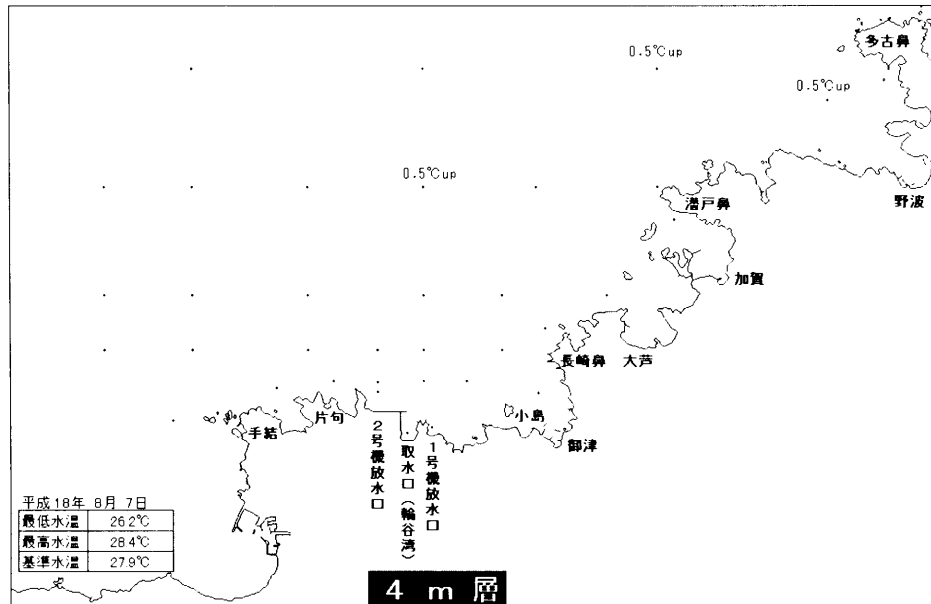 多古鼻
0.5℃up
0.5℃up
0.5℃up
野波
潜戸鼻
加賀
長崎鼻
大芦
小島
片句
手結
御津
2号機放水口
取水口(輪谷湾)
1号機放水口
平成18年 8月 7日
最低水温 26.2℃
最高水温 28.4℃
基準水温 27.9℃
4m層